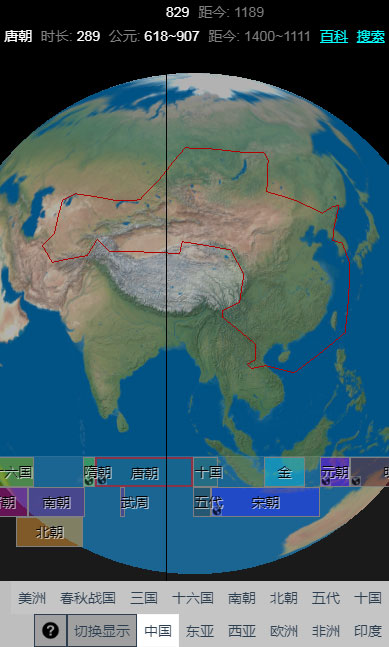 829 距今: 1189
唐朝 时长: 289 公元: 618~907 距今: 1400~1111 百科 搜索
六国 隋朝 唐朝 十国 金 元朝 明
朝 南朝 武周 五代 宋朝
北朝
美洲 春秋战国 三国 十六国 南朝 北朝 五代 十国
? 切换显示 中国 东亚 西亚 欧洲 非洲 印度